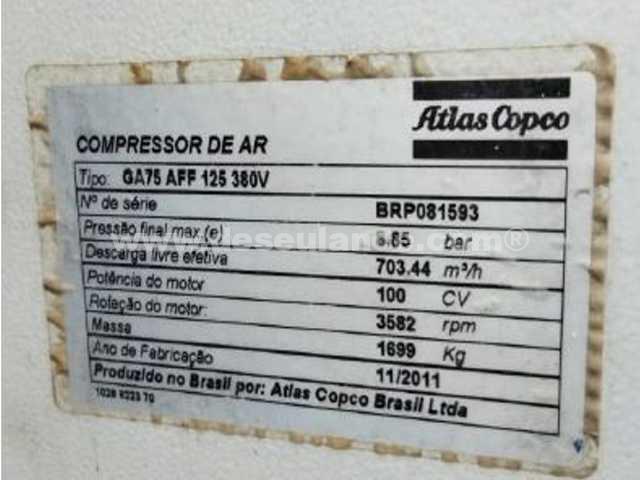 Atlas Copco
COMPRESSOR DE AR
Tipo: GA75 AFF 125 380V
Nº de série BRP081593
Pressão final max.(e) bar
Descarga livre efetiva 703.44 m³/h
Potência do motor 100 CV
Rotação do motor: 3582 rpm
Massa 1699 Kg
Ano de Fabricação 11/2011
Produzido no Brasil por: Atlas Copco Brasil Ltda